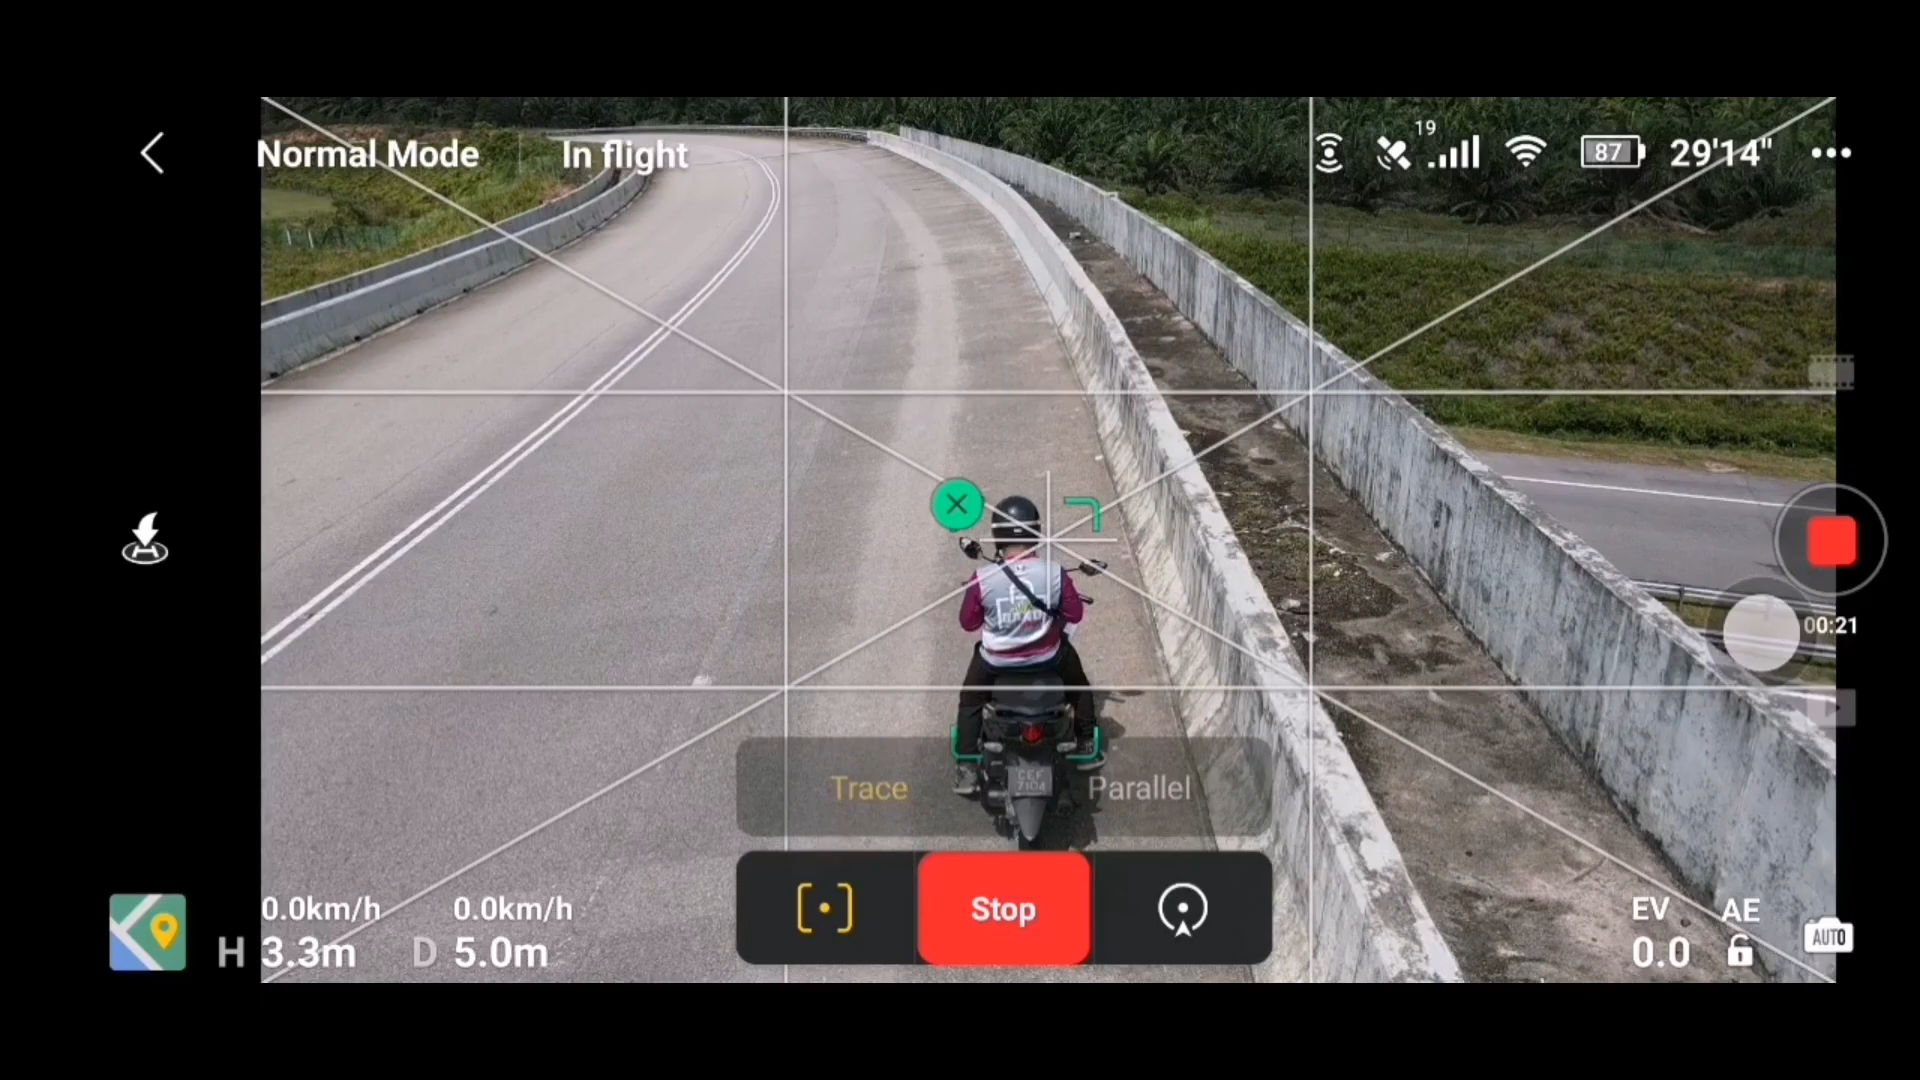 Normal Mode
In flight
19
87
29'14"
00:21
Trace
Parallel
Stop
0.0km/h
0.0km/h
H 3.3m
D 5.0m
EV
0.0
AE
AUTO